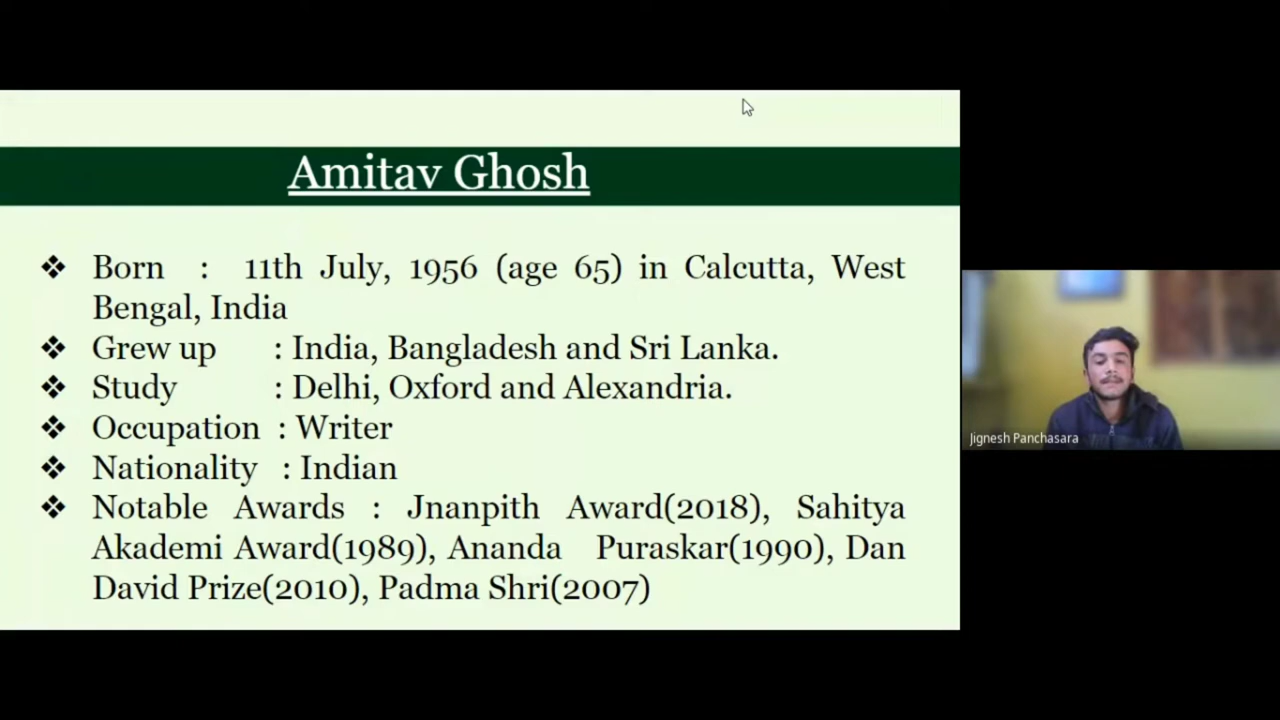 Amitav Ghosh
❖ Born : 11th July, 1956 (age 65) in Calcutta, West
Bengal, India
❖ Grew up : India, Bangladesh and Sri Lanka.
❖ Study : Delhi, Oxford and Alexandria.
❖ Occupation : Writer
❖ Nationality : Indian
❖ Notable Awards : Jnanpith Award(2018), Sahitya
Akademi Award(1989), Ananda Puraskar(1990), Dan
David Prize(2010), Padma Shri(2007)
Jignesh Panchasara